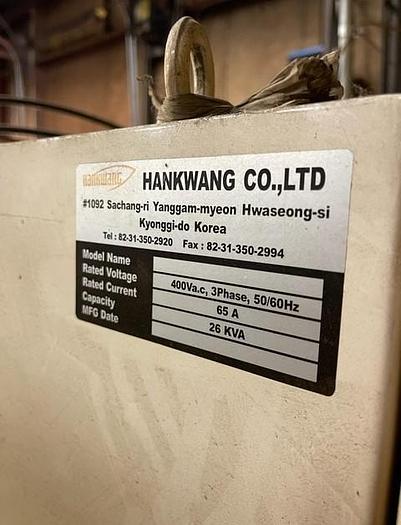 HANKWANG HANKWANG CO.,LTD
#1092 Sachang-ri Yanggam-myeon Hwaseong-si
Kyonggi-do Korea
Tel : 82-31-350-2920 Fax : 82-31-350-2994
Model Name
Rated Voltage 400Va.c, 3Phase, 50/60Hz
Rated Current 65 A
Capacity 26 KVA
MFG Date